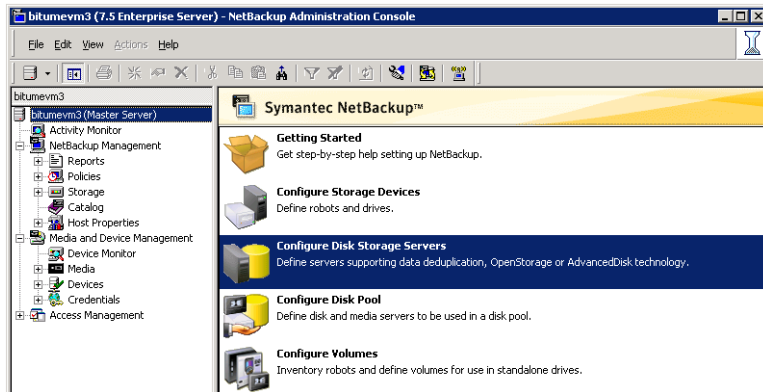 bitumevm3 (7.5 Enterprise Server) - NetBackup Administration Console
File Edit View Actions Help
bitumevm3
bitumevm3 (Master Server)
Activity Monitor
NetBackup Management
Reports
Policies
Storage
Catalog
Host Properties
Media and Device Management
Device Monitor
Media
Devices
Credentials
Access Management
Symantec NetBackup™
Getting Started
Get step-by-step help setting up NetBackup.
Configure Storage Devices
Define robots and drives.
Configure Disk Storage Servers
Define servers supporting data deduplication, OpenStorage or AdvancedDisk technology.
Configure Disk Pool
Define disk and media servers to be used in a disk pool.
Configure Volumes
Inventory robots and define volumes for use in standalone drives.